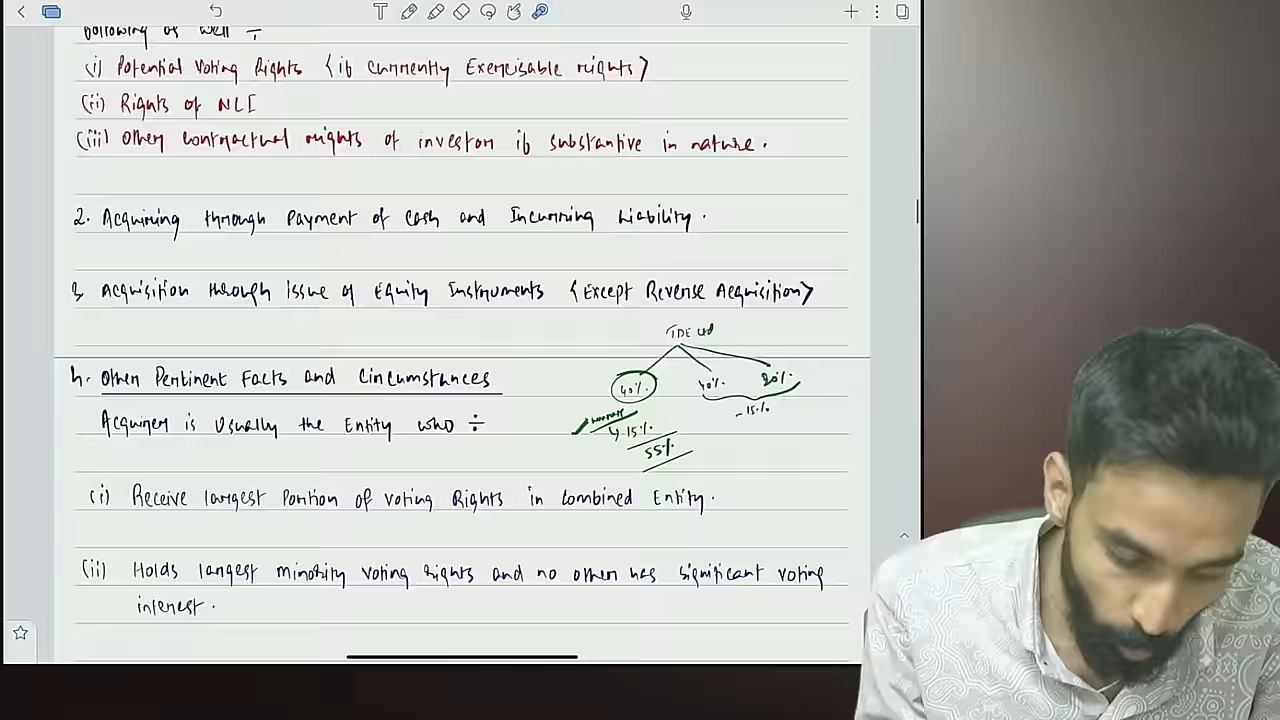 following as well ÷
(i) Potential Voting Rights {if currently Exercisable rights}
(ii) Rights of NCI
(iii) Other contractual rights of investor if substantive in nature.
2. Acquiring through Payment of cash and Incurring Liability.
3. Acquisition through issue of Equity Instruments {Except Reverse Acquisition}
TDE Ltd
4. Other Pertinent Facts and Circumstances
40%. 40%. 20%.
- 15%
Acquirer is Usually the Entity who ÷
↳ 15%.
55%
(i) Receive largest Portion of Voting Rights in Combined Entity.
(ii) Holds largest minority voting rights and no other has significant voting
interest.